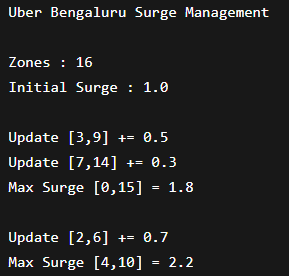 Uber Bengaluru Surge Management
Zones : 16
Initial Surge : 1.0
Update [3,9] += 0.5
Update [7,14] += 0.3
Max Surge [0,15] = 1.8
Update [2,6] += 0.7
Max Surge [4,10] = 2.2